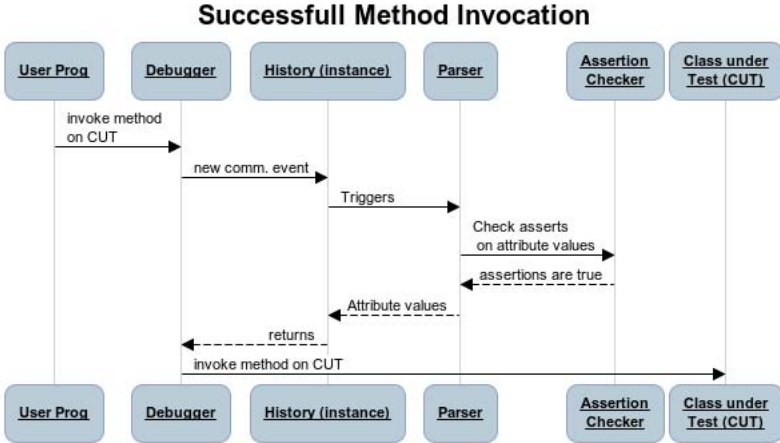 Successfull Method Invocation
User Prog
Debugger
History (instance)
Parser
Assertion
Checker
Class under
Test (CUT)
invoke method
on CUT
new comm. event
Triggers
Check asserts
on attribute values
assertions are true
Attribute values
returns
invoke method on CUT
User Prog
Debugger
History (instance)
Parser
Assertion
Checker
Class under
Test (CUT)